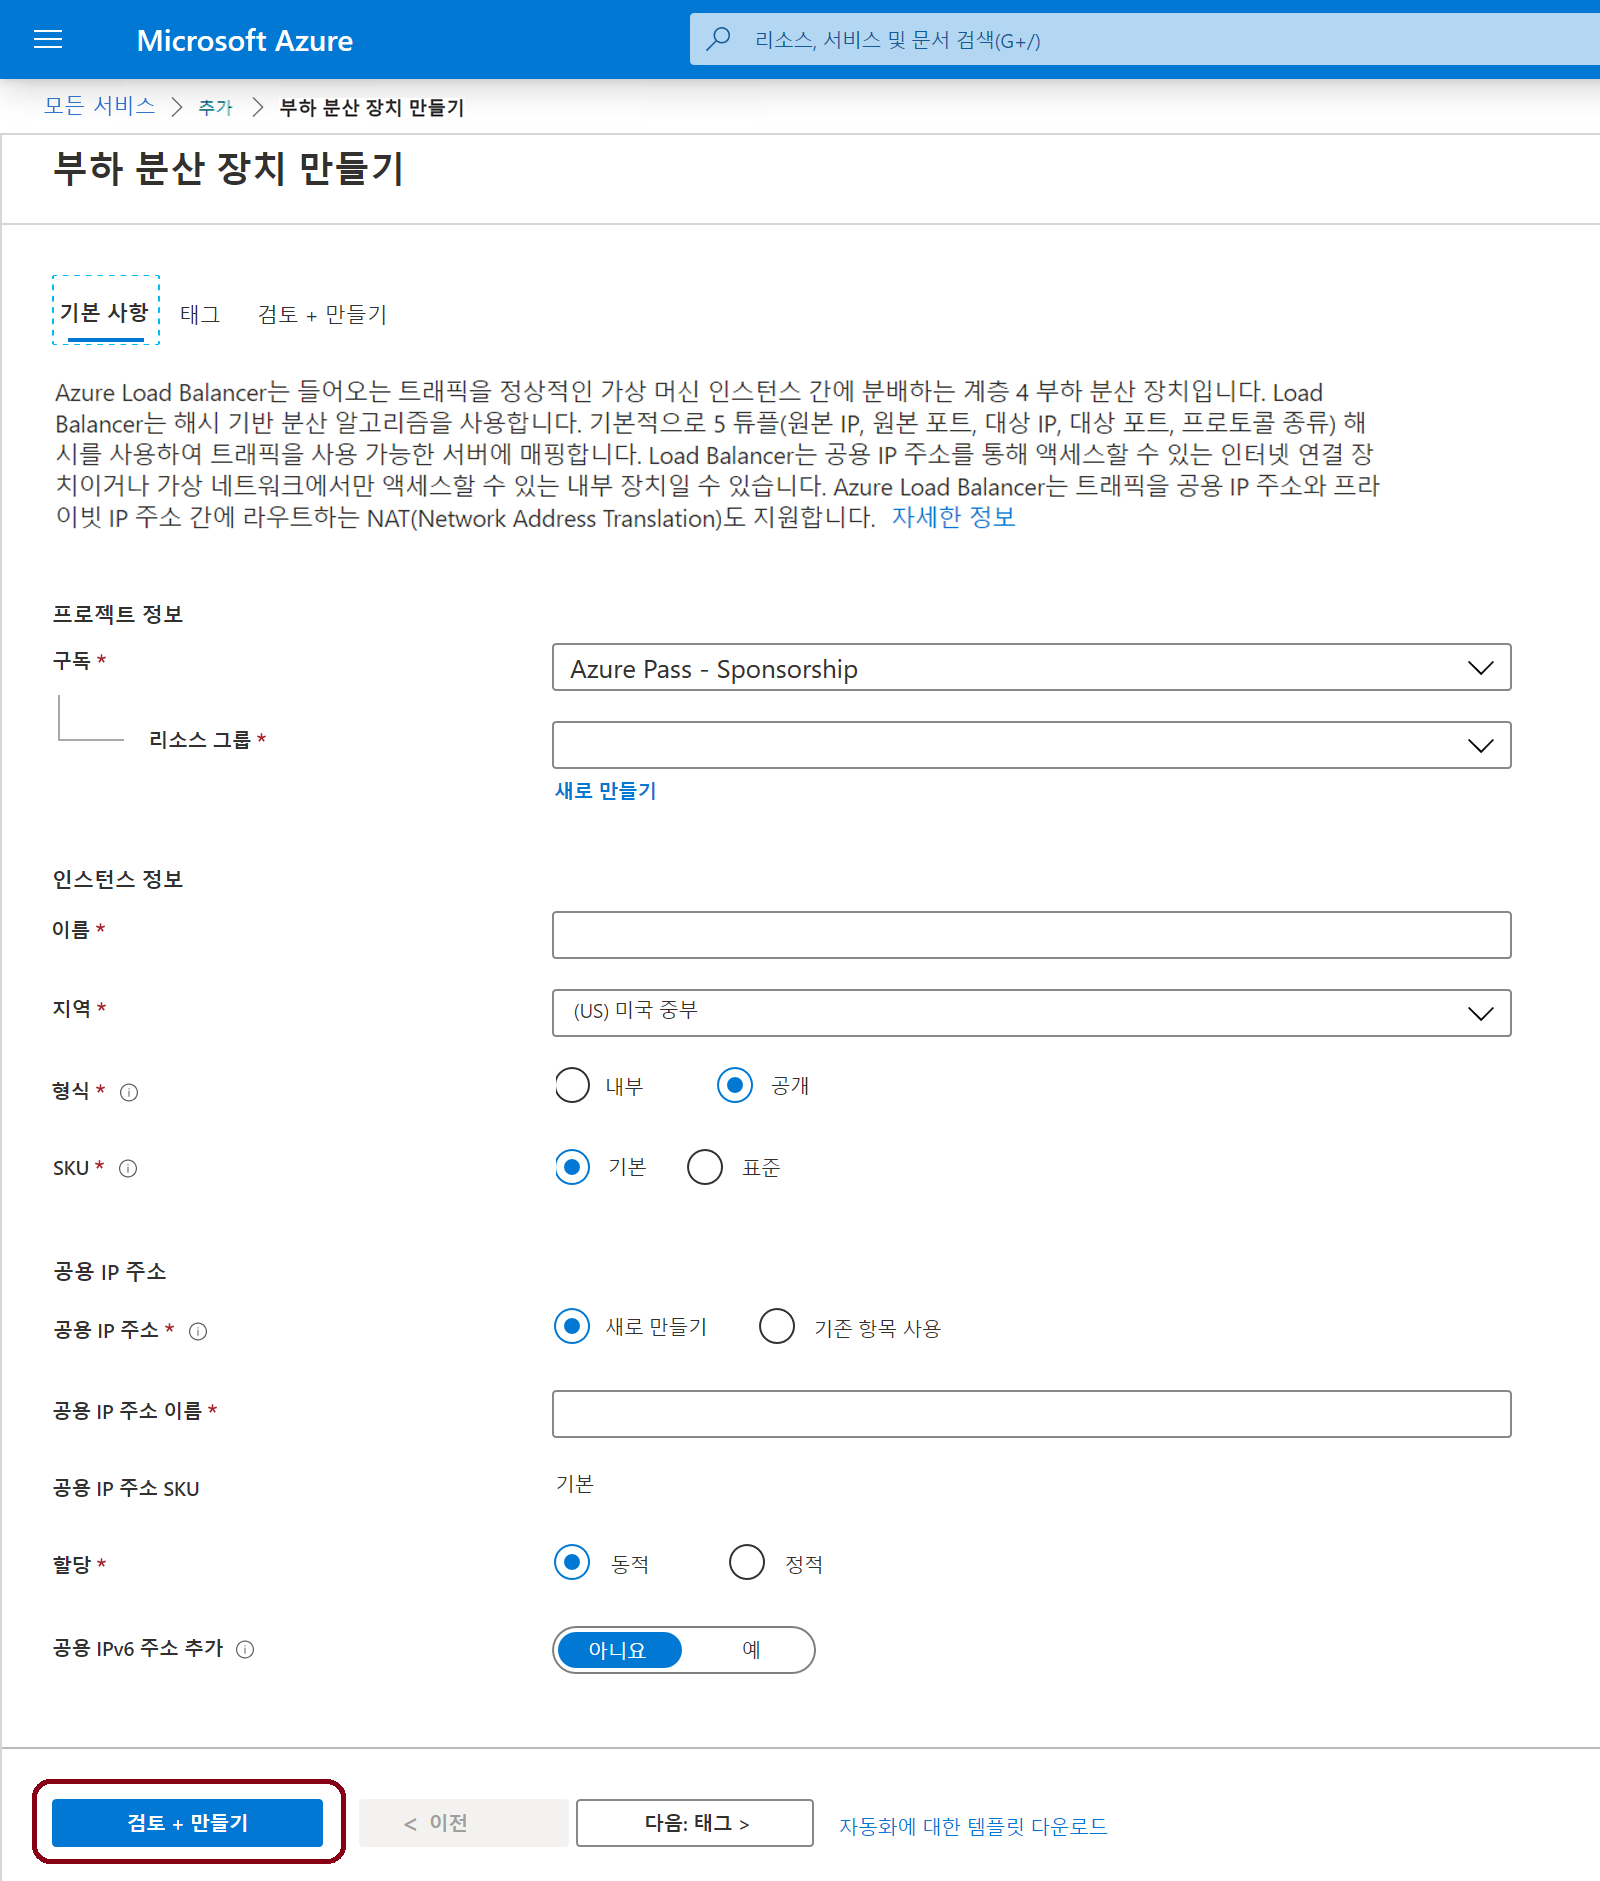 Microsoft Azure
리소스, 서비스 및 문서 검색(G+/)
모든 서비스 > 추가 > 부하 분산 장치 만들기
부하 분산 장치 만들기
기본 사항 태그 검토 + 만들기
Azure Load Balancer는 들어오는 트래픽을 정상적인 가상 머신 인스턴스 간에 분배하는 계층 4 부하 분산 장치입니다. Load
Balancer는 해시 기반 분산 알고리즘을 사용합니다. 기본적으로 5 튜플(원본 IP, 원본 포트, 대상 IP, 대상 포트, 프로토콜 종류) 해
시를 사용하여 트래픽을 사용 가능한 서버에 매핑합니다. Load Balancer는 공용 IP 주소를 통해 액세스할 수 있는 인터넷 연결 장
치이거나 가상 네트워크에서만 액세스할 수 있는 내부 장치일 수 있습니다. Azure Load Balancer는 트래픽을 공용 IP 주소와 프라
이빗 IP 주소 간에 라우트하는 NAT(Network Address Translation)도 지원합니다. 자세한 정보
프로젝트 정보
구독 *
Azure Pass - Sponsorship
리소스 그룹 *
새로 만들기
인스턴스 정보
이름 *
지역 *
(US) 미국 중부
형식 *
내부 공개
SKU *
기본 표준
공용 IP 주소
공용 IP 주소 *
새로 만들기 기존 항목 사용
공용 IP 주소 이름 *
공용 IP 주소 SKU
기본
할당 *
동적 정적
공용 IPv6 주소 추가
아니요 예
검토 + 만들기 < 이전 다음: 태그 > 자동화에 대한 템플릿 다운로드